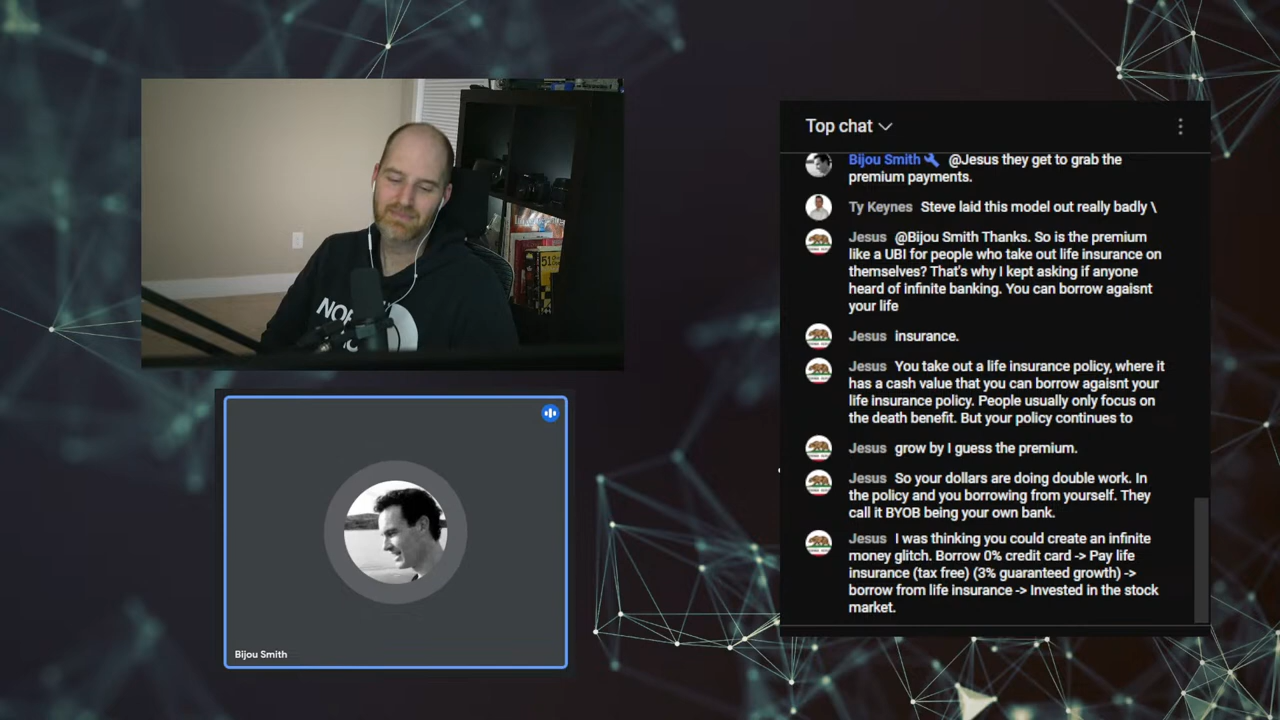 Top chat
Bijou Smith @Jesus they get to grab the
premium payments.
Ty Keynes Steve laid this model out really badly \
Jesus @Bijou Smith Thanks. So is the premium
like a UBI for people who take out life insurance on
themselves? That's why I kept asking if anyone
heard of infinite banking. You can borrow agaisnt
your life
Jesus insurance.
Jesus You take out a life insurance policy, where it
has a cash value that you can borrow agaisnt your
life insurance policy. People usually only focus on
the death benefit. But your policy continues to
Jesus grow by I guess the premium.
Jesus So your dollars are doing double work. In
the policy and you borrowing from yourself. They
call it BYOB being your own bank.
Jesus I was thinking you could create an infinite
money glitch. Borrow 0% credit card -> Pay life
insurance (tax free) (3% guaranteed growth) ->
borrow from life insurance -> Invested in the stock
market.
51
Bijou Smith